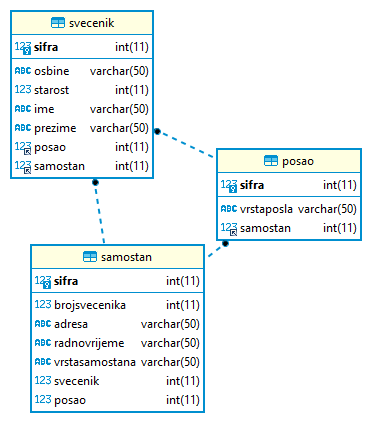 svecenik
123 sifra int(11)
ABC osbine varchar(50)
123 starost int(11)
ABC ime varchar(50)
ABC prezime varchar(50)
123 posao int(11)
123 samostan int(11)
posao
123 sifra int(11)
ABC vrstaposla varchar(50)
123 samostan int(11)
samostan
123 sifra int(11)
123 brojsvecenika int(11)
ABC adresa varchar(50)
ABC radnovrijeme varchar(50)
ABC vrstasamostana varchar(50)
123 svecenik int(11)
123 posao int(11)